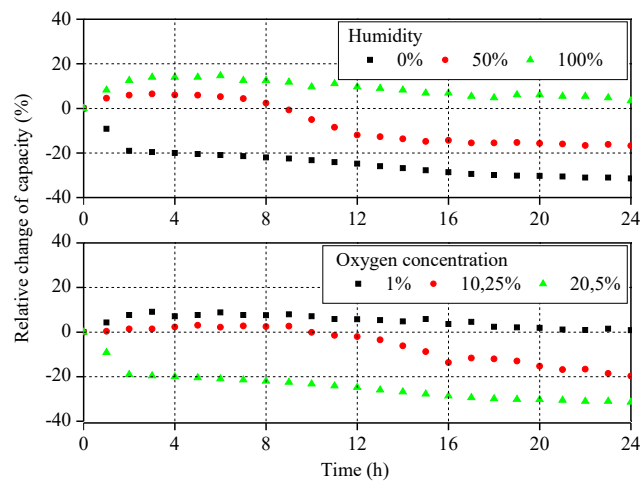 Relative change of capacity (%)
40
20
0
-20
-40
Humidity
0% 50% 100%
0 4 8 12 16 20 24
40
20
0
-20
-40
Oxygen concentration
1% 10,25% 20,5%
0 4 8 12 16 20 24
Time (h)